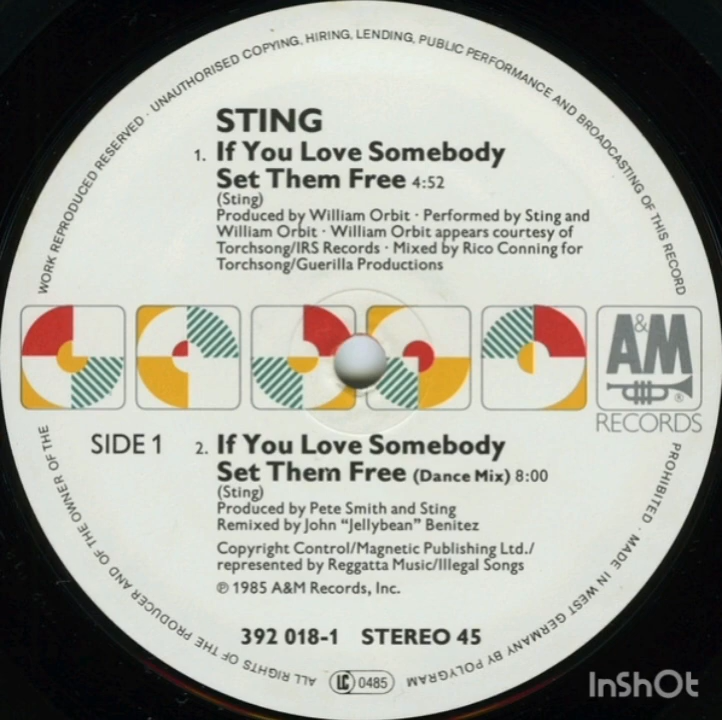 WORK REPRODUCED RESERVED · UNAUTHORISED COPYING, HIRING, LENDING, PUBLIC PERFORMANCE AND BROADCASTING OF THIS RECORD
STING
1. If You Love Somebody
Set Them Free 4:52
(Sting)
Produced by William Orbit · Performed by Sting and
William Orbit · William Orbit appears courtesy of
Torchsong/IRS Records · Mixed by Rico Conning for
Torchsong/Guerilla Productions
A&M
®
RECORDS
SIDE 1
2. If You Love Somebody
Set Them Free (Dance Mix) 8:00
(Sting)
Produced by Pete Smith and Sting
Remixed by John "Jellybean" Benitez
Copyright Control/Magnetic Publishing Ltd./
represented by Reggatta Music/Illegal Songs
℗ 1985 A&M Records, Inc.
392 018-1 STEREO 45
LC 0485
PROHIBITED · MADE IN WEST GERMANY BY POLYGRAM
ALL RIGHTS OF THE PRODUCER AND OF THE OWNER OF THE
InShOt